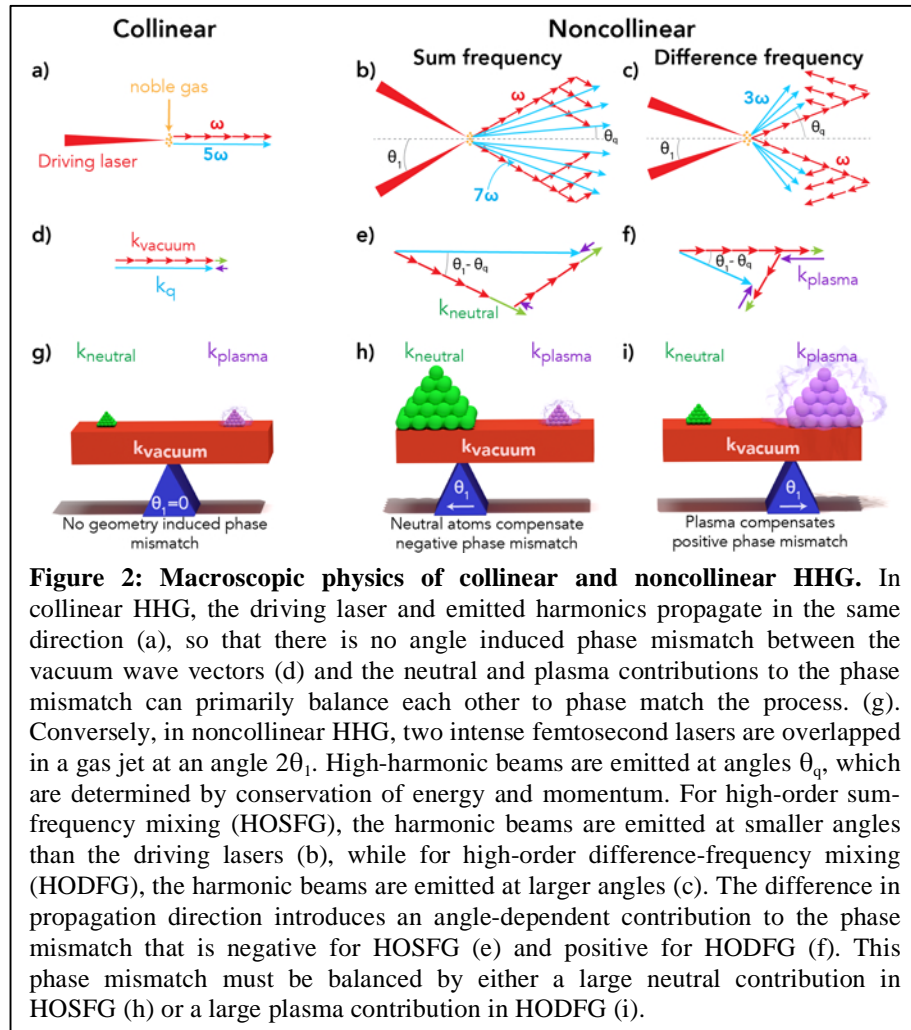 Collinear
Noncollinear
Sum frequency
Difference frequency
a)
noble gas
ω
Driving laser
5ω
b)
ω
θ₁
θq
7ω
c)
3ω
θ₁
θq
ω
d)
kvacuum
kq
e)
θ₁-θq
kneutral
f)
θ₁-θq
kplasma
g)
kneutral
kplasma
kvacuum
θ₁=0
No geometry induced phase
mismatch
h)
kneutral
kplasma
kvacuum
θ₁
Neutral atoms compensate
negative phase mismatch
i)
kneutral
kplasma
kvacuum
θ₁
Plasma compensates
positive phase mismatch
Figure 2: Macroscopic physics of collinear and noncollinear HHG. In
collinear HHG, the driving laser and emitted harmonics propagate in the same
direction (a), so that there is no angle induced phase mismatch between the
vacuum wave vectors (d) and the neutral and plasma contributions to the phase
mismatch can primarily balance each other to phase match the process. (g).
Conversely, in noncollinear HHG, two intense femtosecond lasers are overlapped
in a gas jet at an angle 2θ₁. High-harmonic beams are emitted at angles θq, which
are determined by conservation of energy and momentum. For high-order sum-
frequency mixing (HOSFG), the harmonic beams are emitted at smaller angles
than the driving lasers (b), while for high-order difference-frequency mixing
(HODFG), the harmonic beams are emitted at larger angles (c). The difference in
propagation direction introduces an angle-dependent contribution to the phase
mismatch that is negative for HOSFG (e) and positive for HODFG (f). This
phase mismatch must be balanced by either a large neutral contribution in
HOSFG (h) or a large plasma contribution in HODFG (i).